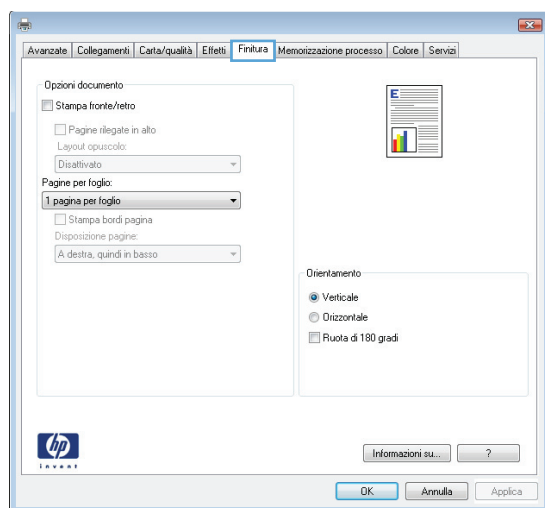 Avanzate Collegamenti Carta/qualità Effetti Finitura Memorizzazione processo Colore Servizi
Opzioni documento
Stampa fronte/retro
Pagine rilegate in alto
Layout opuscolo:
Disattivato
Pagine per foglio:
1 pagina per foglio
Stampa bordi pagina
Disposizione pagine:
A destra, quindi in basso
E
Orientamento
Verticale
Orizzontale
Ruota di 180 gradi
hp
invent
Informazioni su... ?
OK Annulla Applica